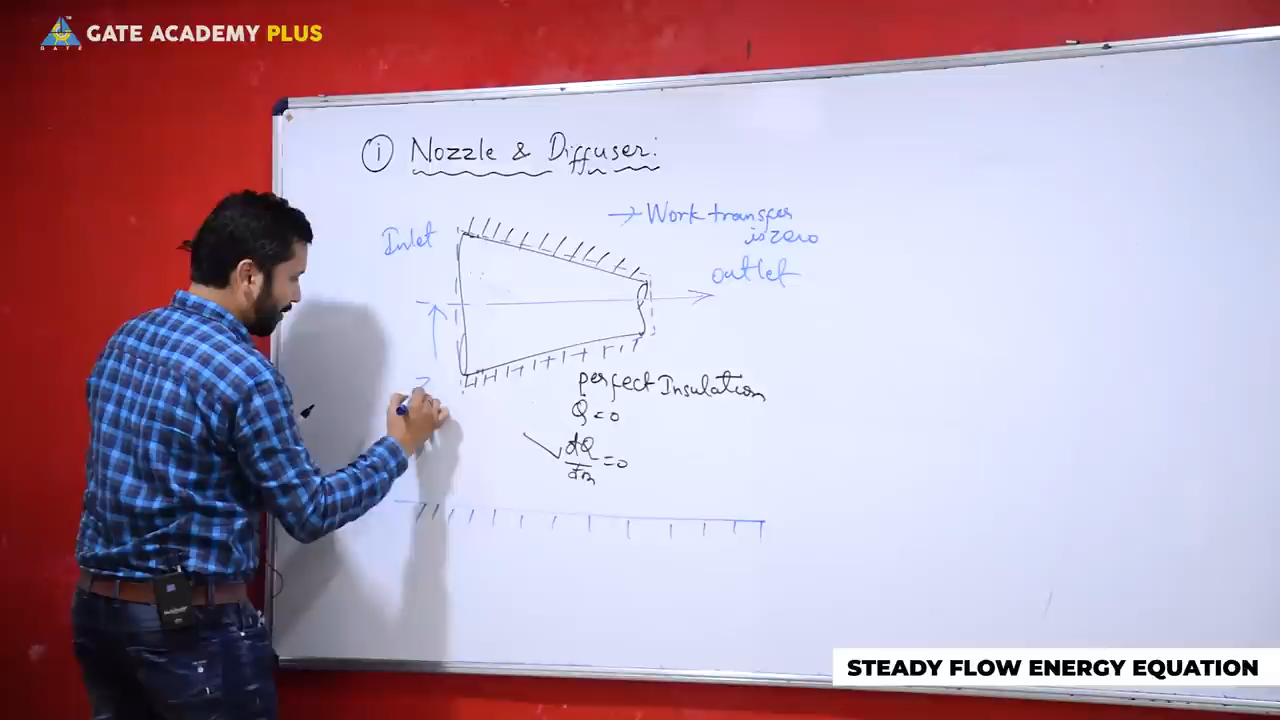 GATE ACADEMY PLUS
GATE
i Nozzle & Diffuser:
→ Work transfer
is zero
Inlet
outlet
perfect Insulation
Q = 0
dQ/dm = 0
Z
STEADY FLOW ENERGY EQUATION